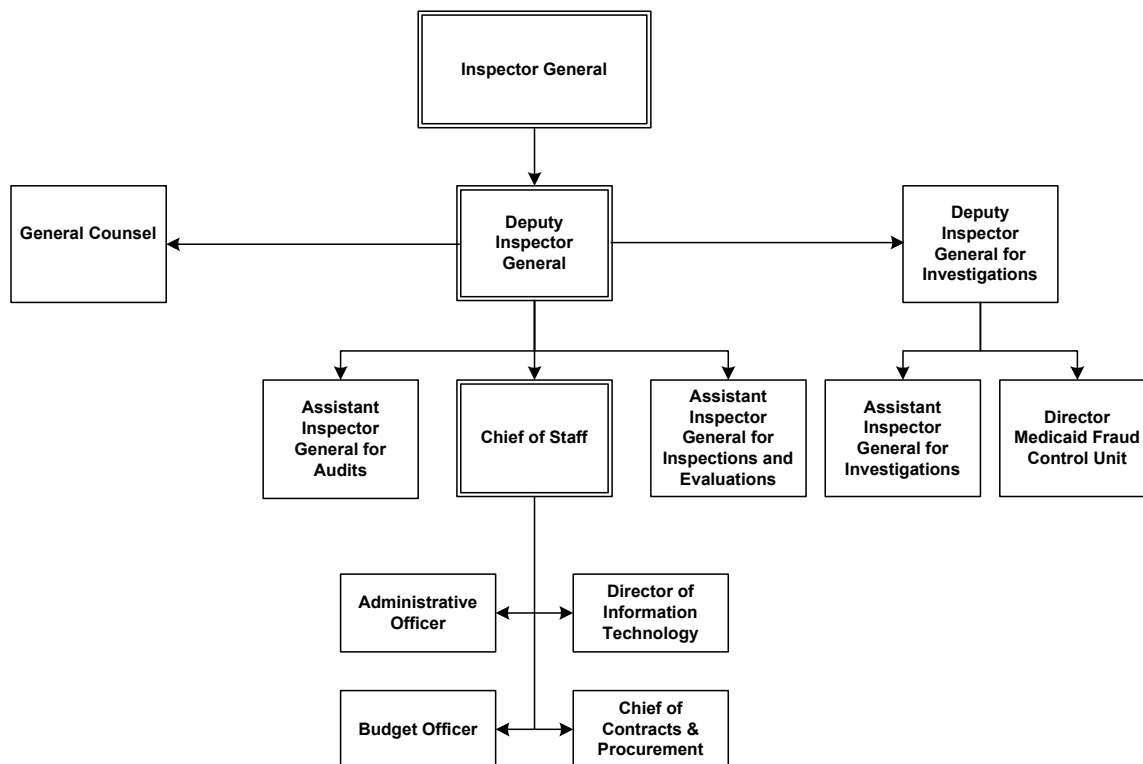 Inspector General
General Counsel
Deputy
Inspector
General
Deputy
Inspector
General for
Investigations
Assistant
Inspector
General for
Audits
Chief of Staff
Assistant
Inspector
General for
Inspections and
Evaluations
Assistant
Inspector
General for
Investigations
Director
Medicaid Fraud
Control Unit
Administrative
Officer
Director of
Information
Technology
Budget Officer
Chief of
Contracts &
Procurement